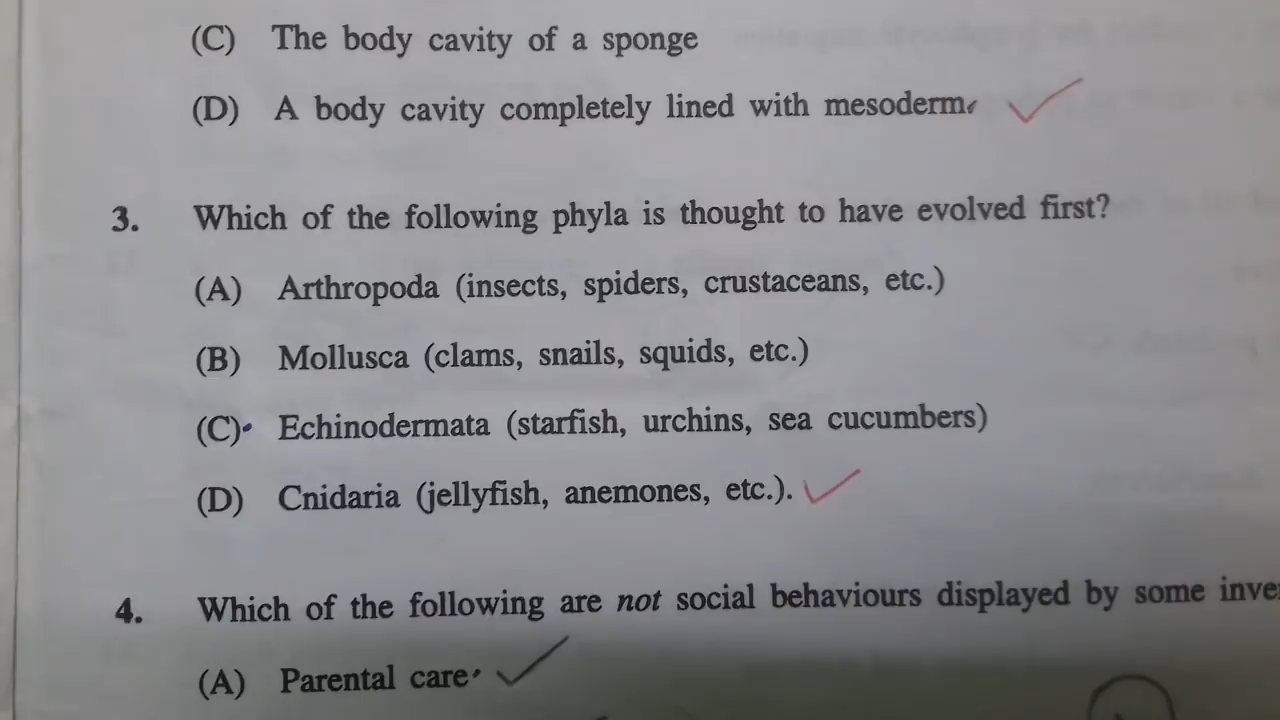 (C) The body cavity of a sponge
(D) A body cavity completely lined with mesoderm.
3. Which of the following phyla is thought to have evolved first?
(A) Arthropoda (insects, spiders, crustaceans, etc.)
(B) Mollusca (clams, snails, squids, etc.)
(C) Echinodermata (starfish, urchins, sea cucumbers)
(D) Cnidaria (jellyfish, anemones, etc.).
4. Which of the following are not social behaviours displayed by some
(A) Parental care